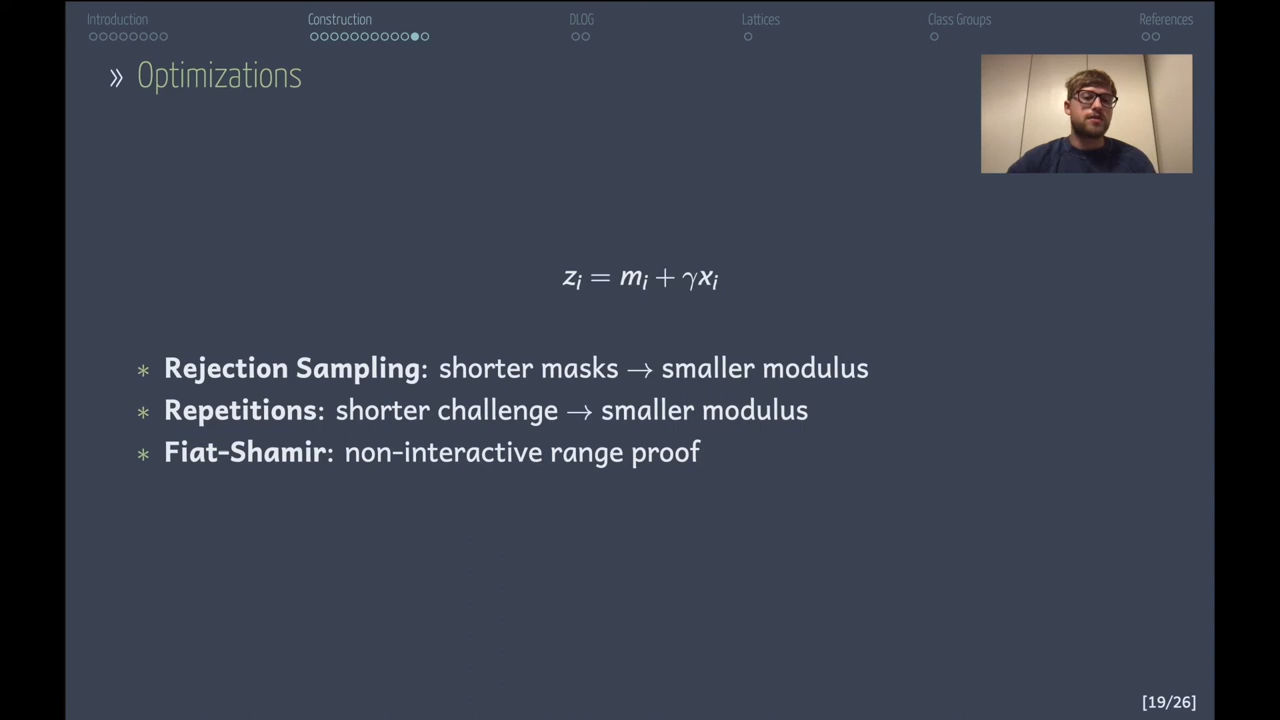 Introduction Construction DLOG Lattices Class Groups References
» Optimizations
zᵢ = mᵢ + γxᵢ
* Rejection Sampling: shorter masks → smaller modulus
* Repetitions: shorter challenge → smaller modulus
* Fiat-Shamir: non-interactive range proof
[19/26]